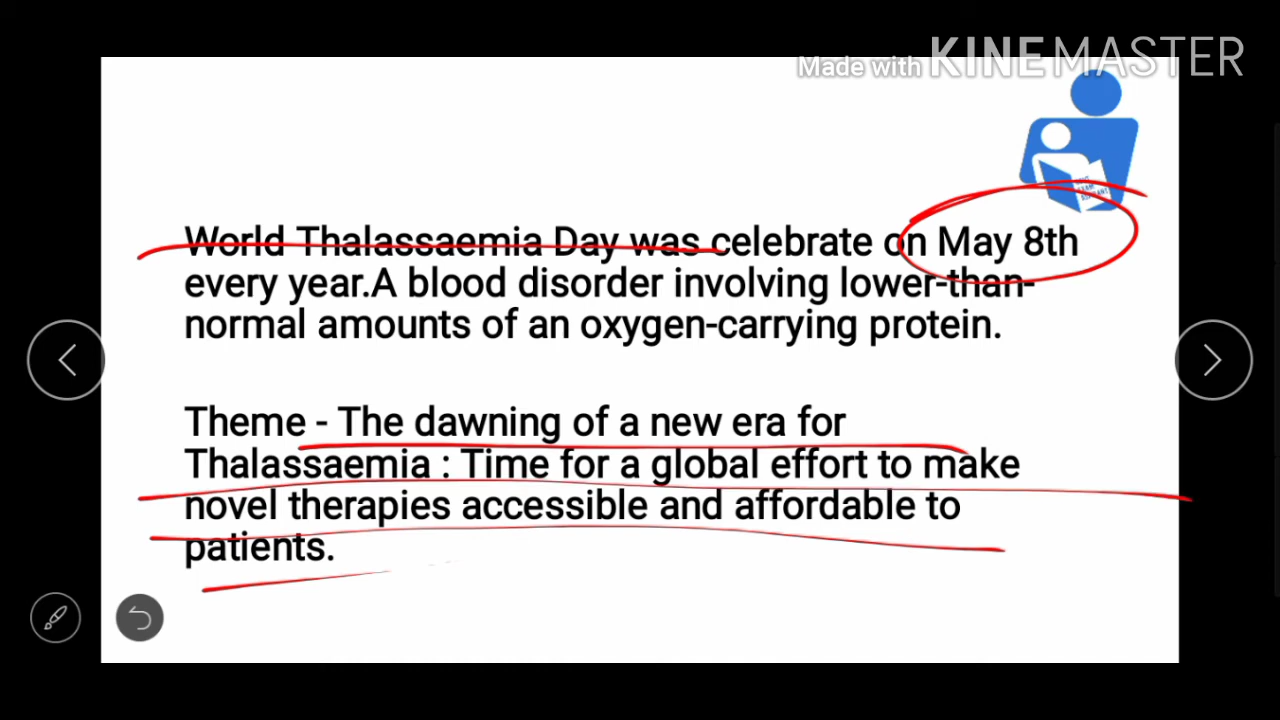 Made with KINEMASTER
World Thalassaemia Day was celebrate on May 8th
every year.A blood disorder involving lower-than-
normal amounts of an oxygen-carrying protein.
Theme - The dawning of a new era for
Thalassaemia : Time for a global effort to make
novel therapies accessible and affordable to
patients.